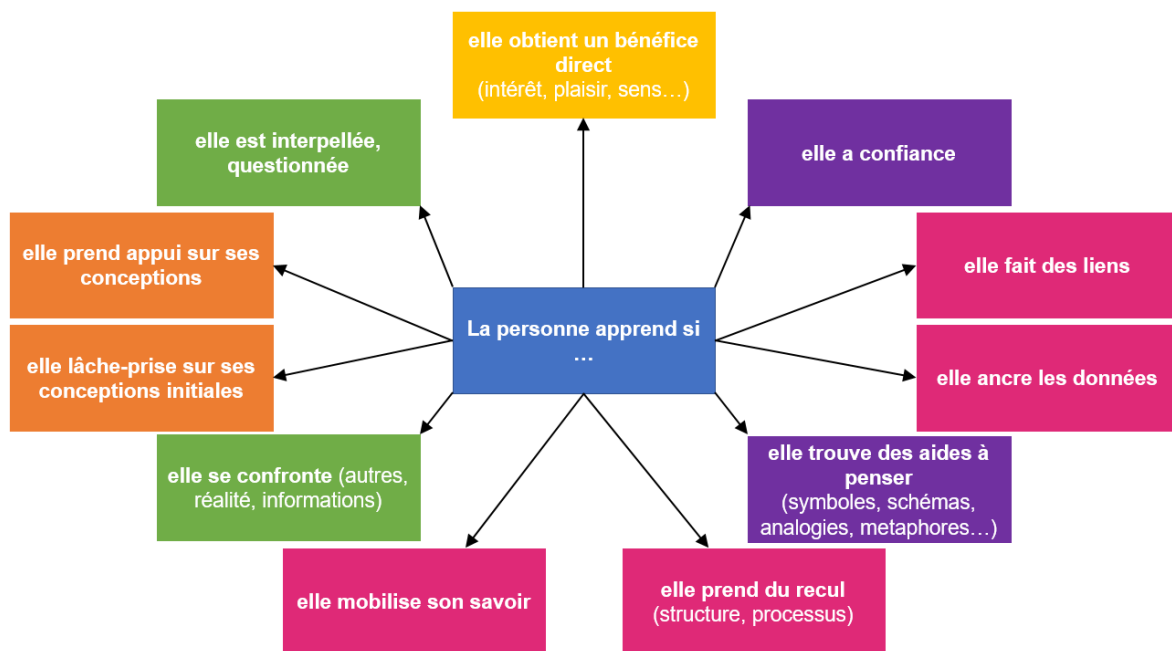 elle obtient un bénéfice
direct
(intérêt, plaisir, sens…)
elle est interpellée,
questionnée
elle a confiance
elle prend appui sur ses
conceptions
elle fait des liens
La personne apprend si
…
elle lâche-prise sur ses
conceptions initiales
elle ancre les données
elle se confronte (autres,
réalité, informations)
elle trouve des aides à
penser
(symboles, schémas,
analogies, metaphores…)
elle mobilise son savoir
elle prend du recul
(structure, processus)